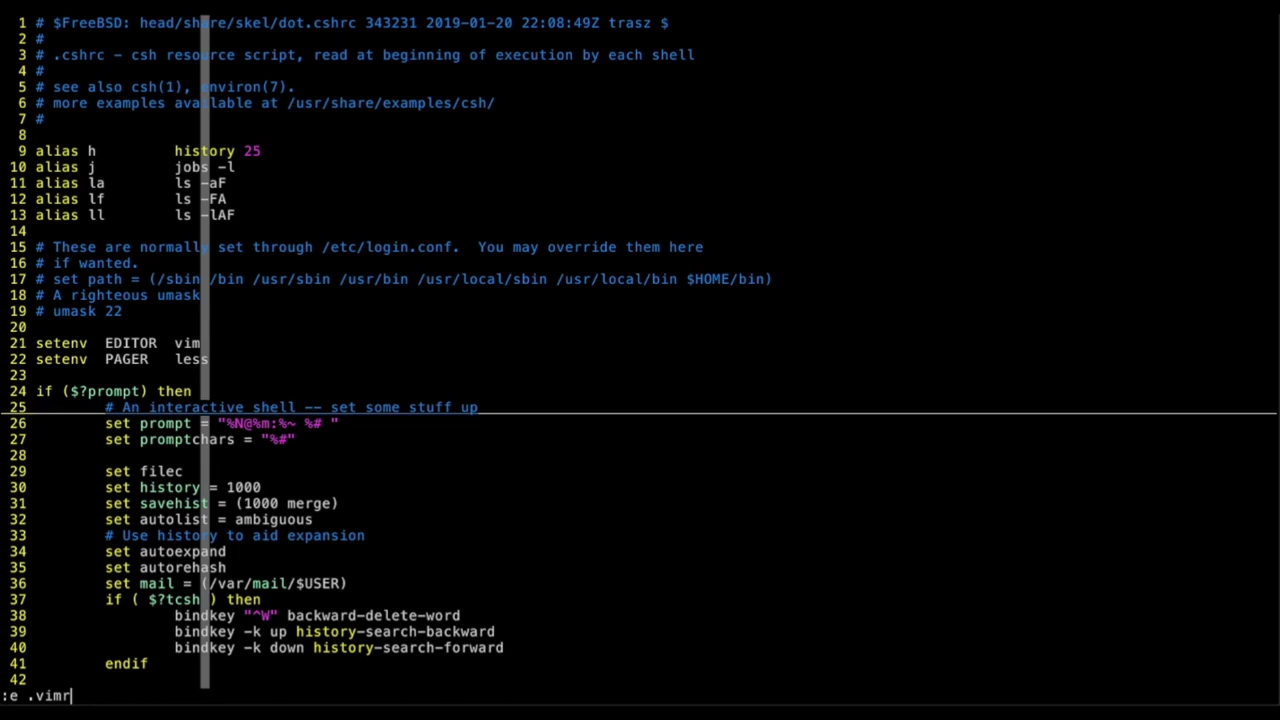 1 # $FreeBSD: head/share/skel/dot.cshrc 343231 2019-01-20 22:08:49Z trasz $
2 #
3 # .cshrc - csh resource script, read at beginning of execution by each shell
4 #
5 # see also csh(1), environ(7).
6 # more examples available at /usr/share/examples/csh/
7 #
8
9 alias h         history 25
10 alias j         jobs -l
11 alias la        ls -aF
12 alias lf        ls -FA
13 alias ll        ls -lAF
14
15 # These are normally set through /etc/login.conf.  You may override them here
16 # if wanted.
17 # set path = (/sbin /bin /usr/sbin /usr/bin /usr/local/sbin /usr/local/bin $HOME/bin)
18 # A righteous umask
19 # umask 22
20
21 setenv  EDITOR  vim
22 setenv  PAGER   less
23
24 if ($?prompt) then
25         # An interactive shell -- set some stuff up
26         set prompt = "%N@%m:%~ %# "
27         set promptchars = "%#"
28
29         set filec
30         set history = 1000
31         set savehist = (1000 merge)
32         set autolist = ambiguous
33         # Use history to aid expansion
34         set autoexpand
35         set autorehash
36         set mail = (/var/mail/$USER)
37         if ( $?tcsh ) then
38                 bindkey "^W" backward-delete-word
39                 bindkey -k up history-search-backward
40                 bindkey -k down history-search-forward
41         endif
42
:e .vimr